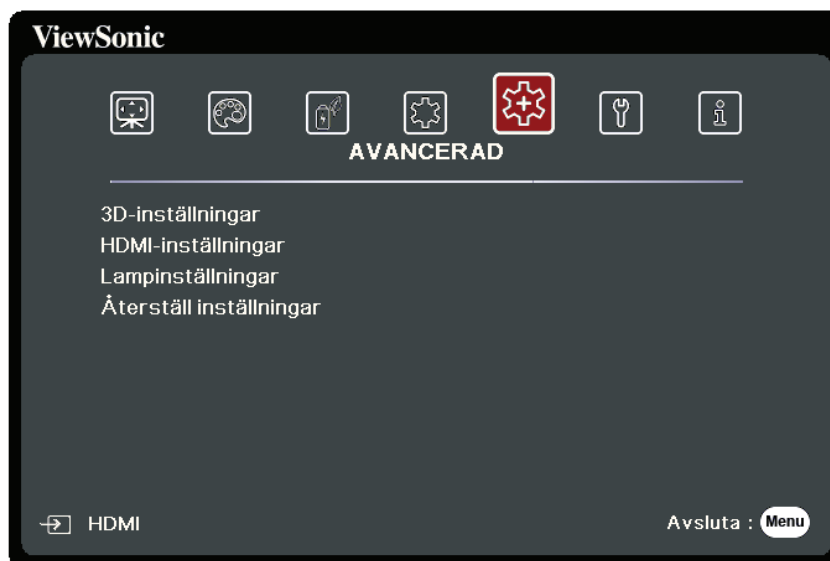 ViewSonic
AVANCERAD
3D-inställningar
HDMI-inställningar
Lampinställningar
Återställ inställningar
HDMI
Avsluta : Menu